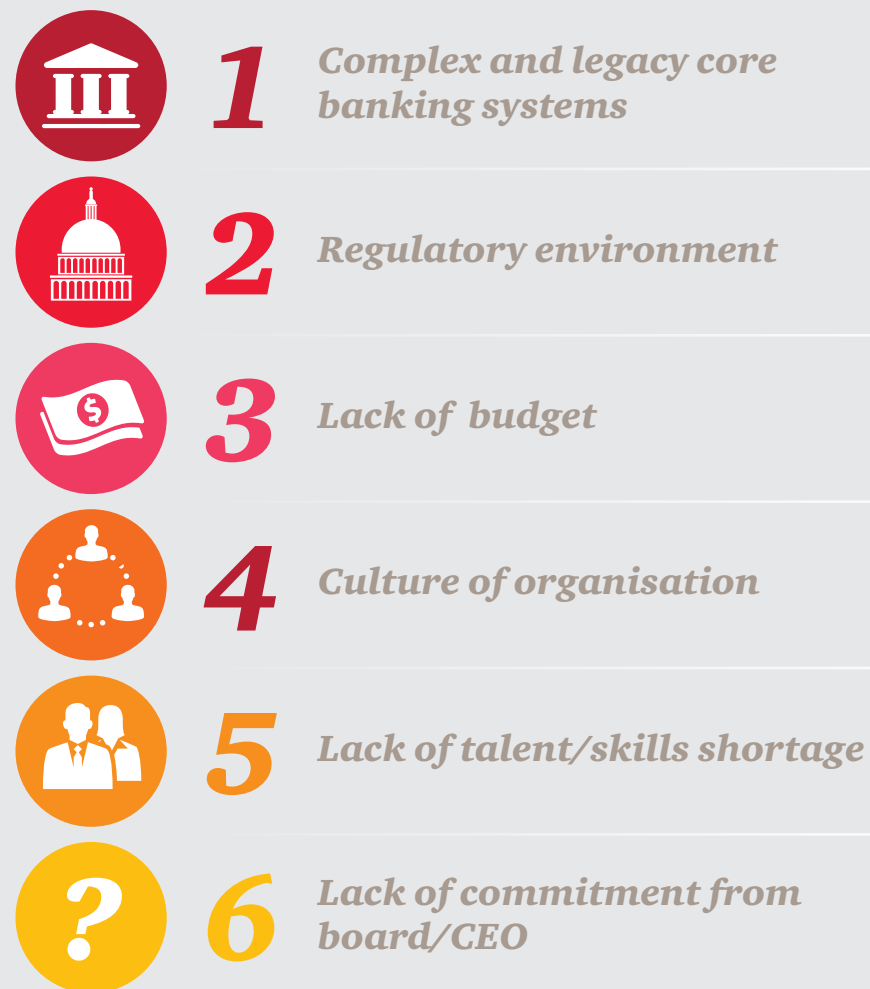 1
Complex and legacy core
banking systems
2
Regulatory environment
3
Lack of budget
4
Culture of organisation
5
Lack of talent/skills shortage
?
6
Lack of commitment from
board/CEO